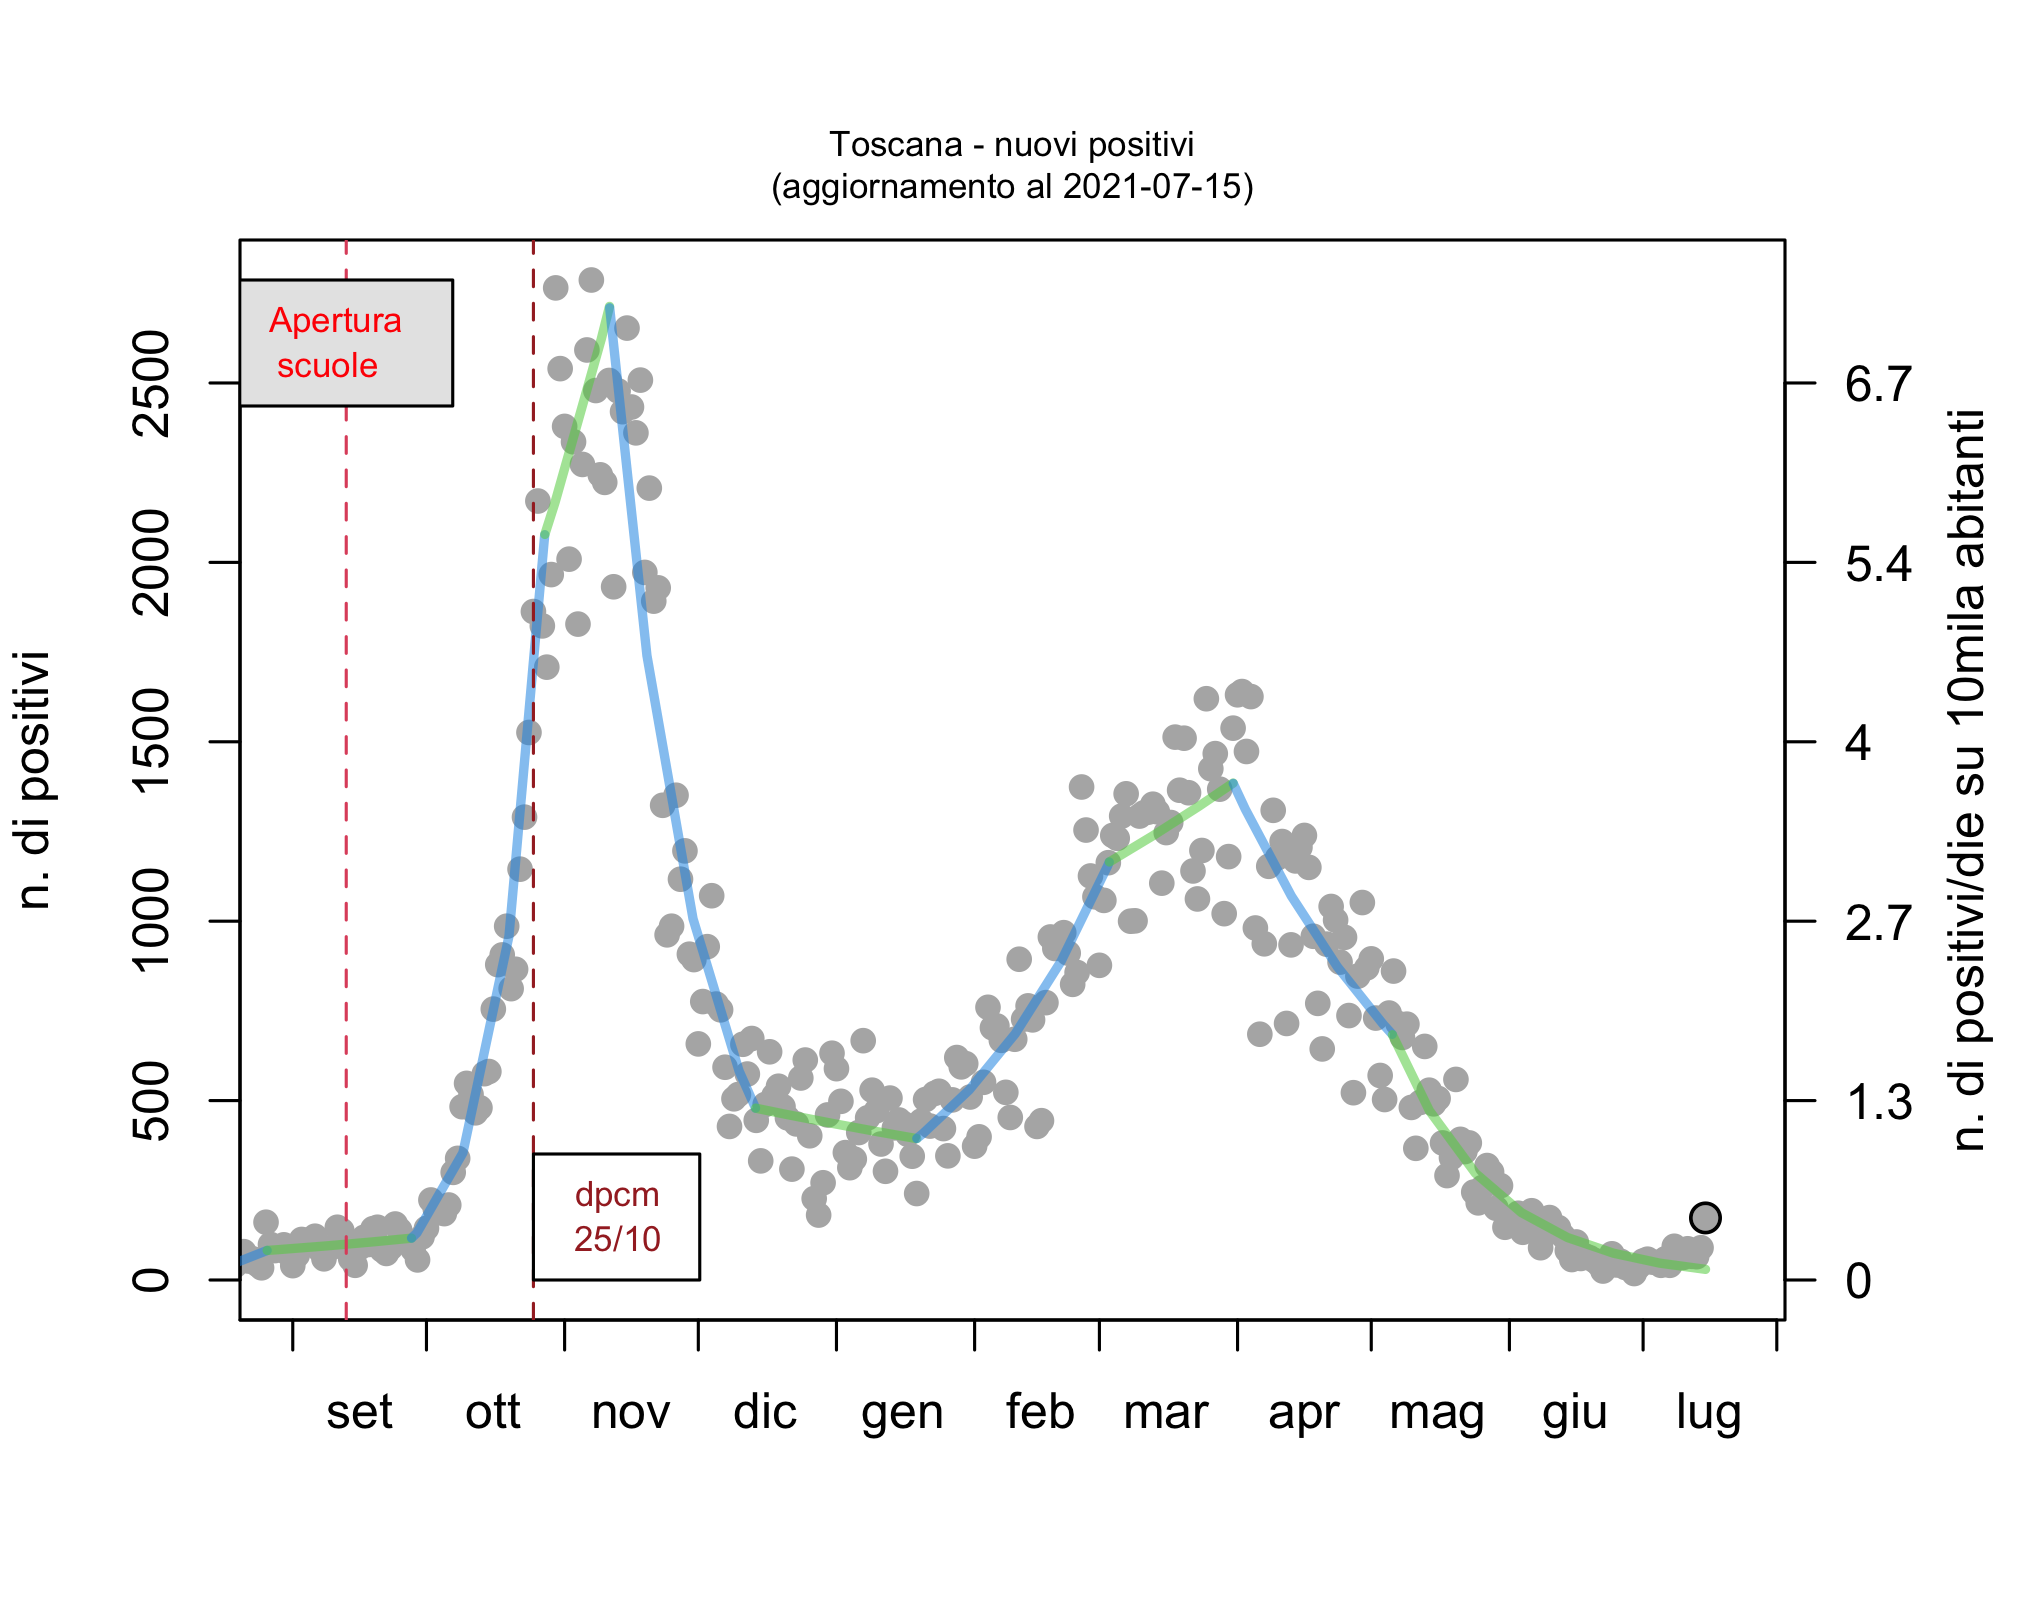 Toscana - nuovi positivi
(aggiornamento al 2021-07-15)
Apertura
scuole
dpcm
25/10
n. di positivi
0
500
1000
1500
2000
2500
n. di positivi/die su 10mila abitanti
6.7
5.4
4
2.7
1.3
0
set ott nov dic gen feb mar apr mag giu lug